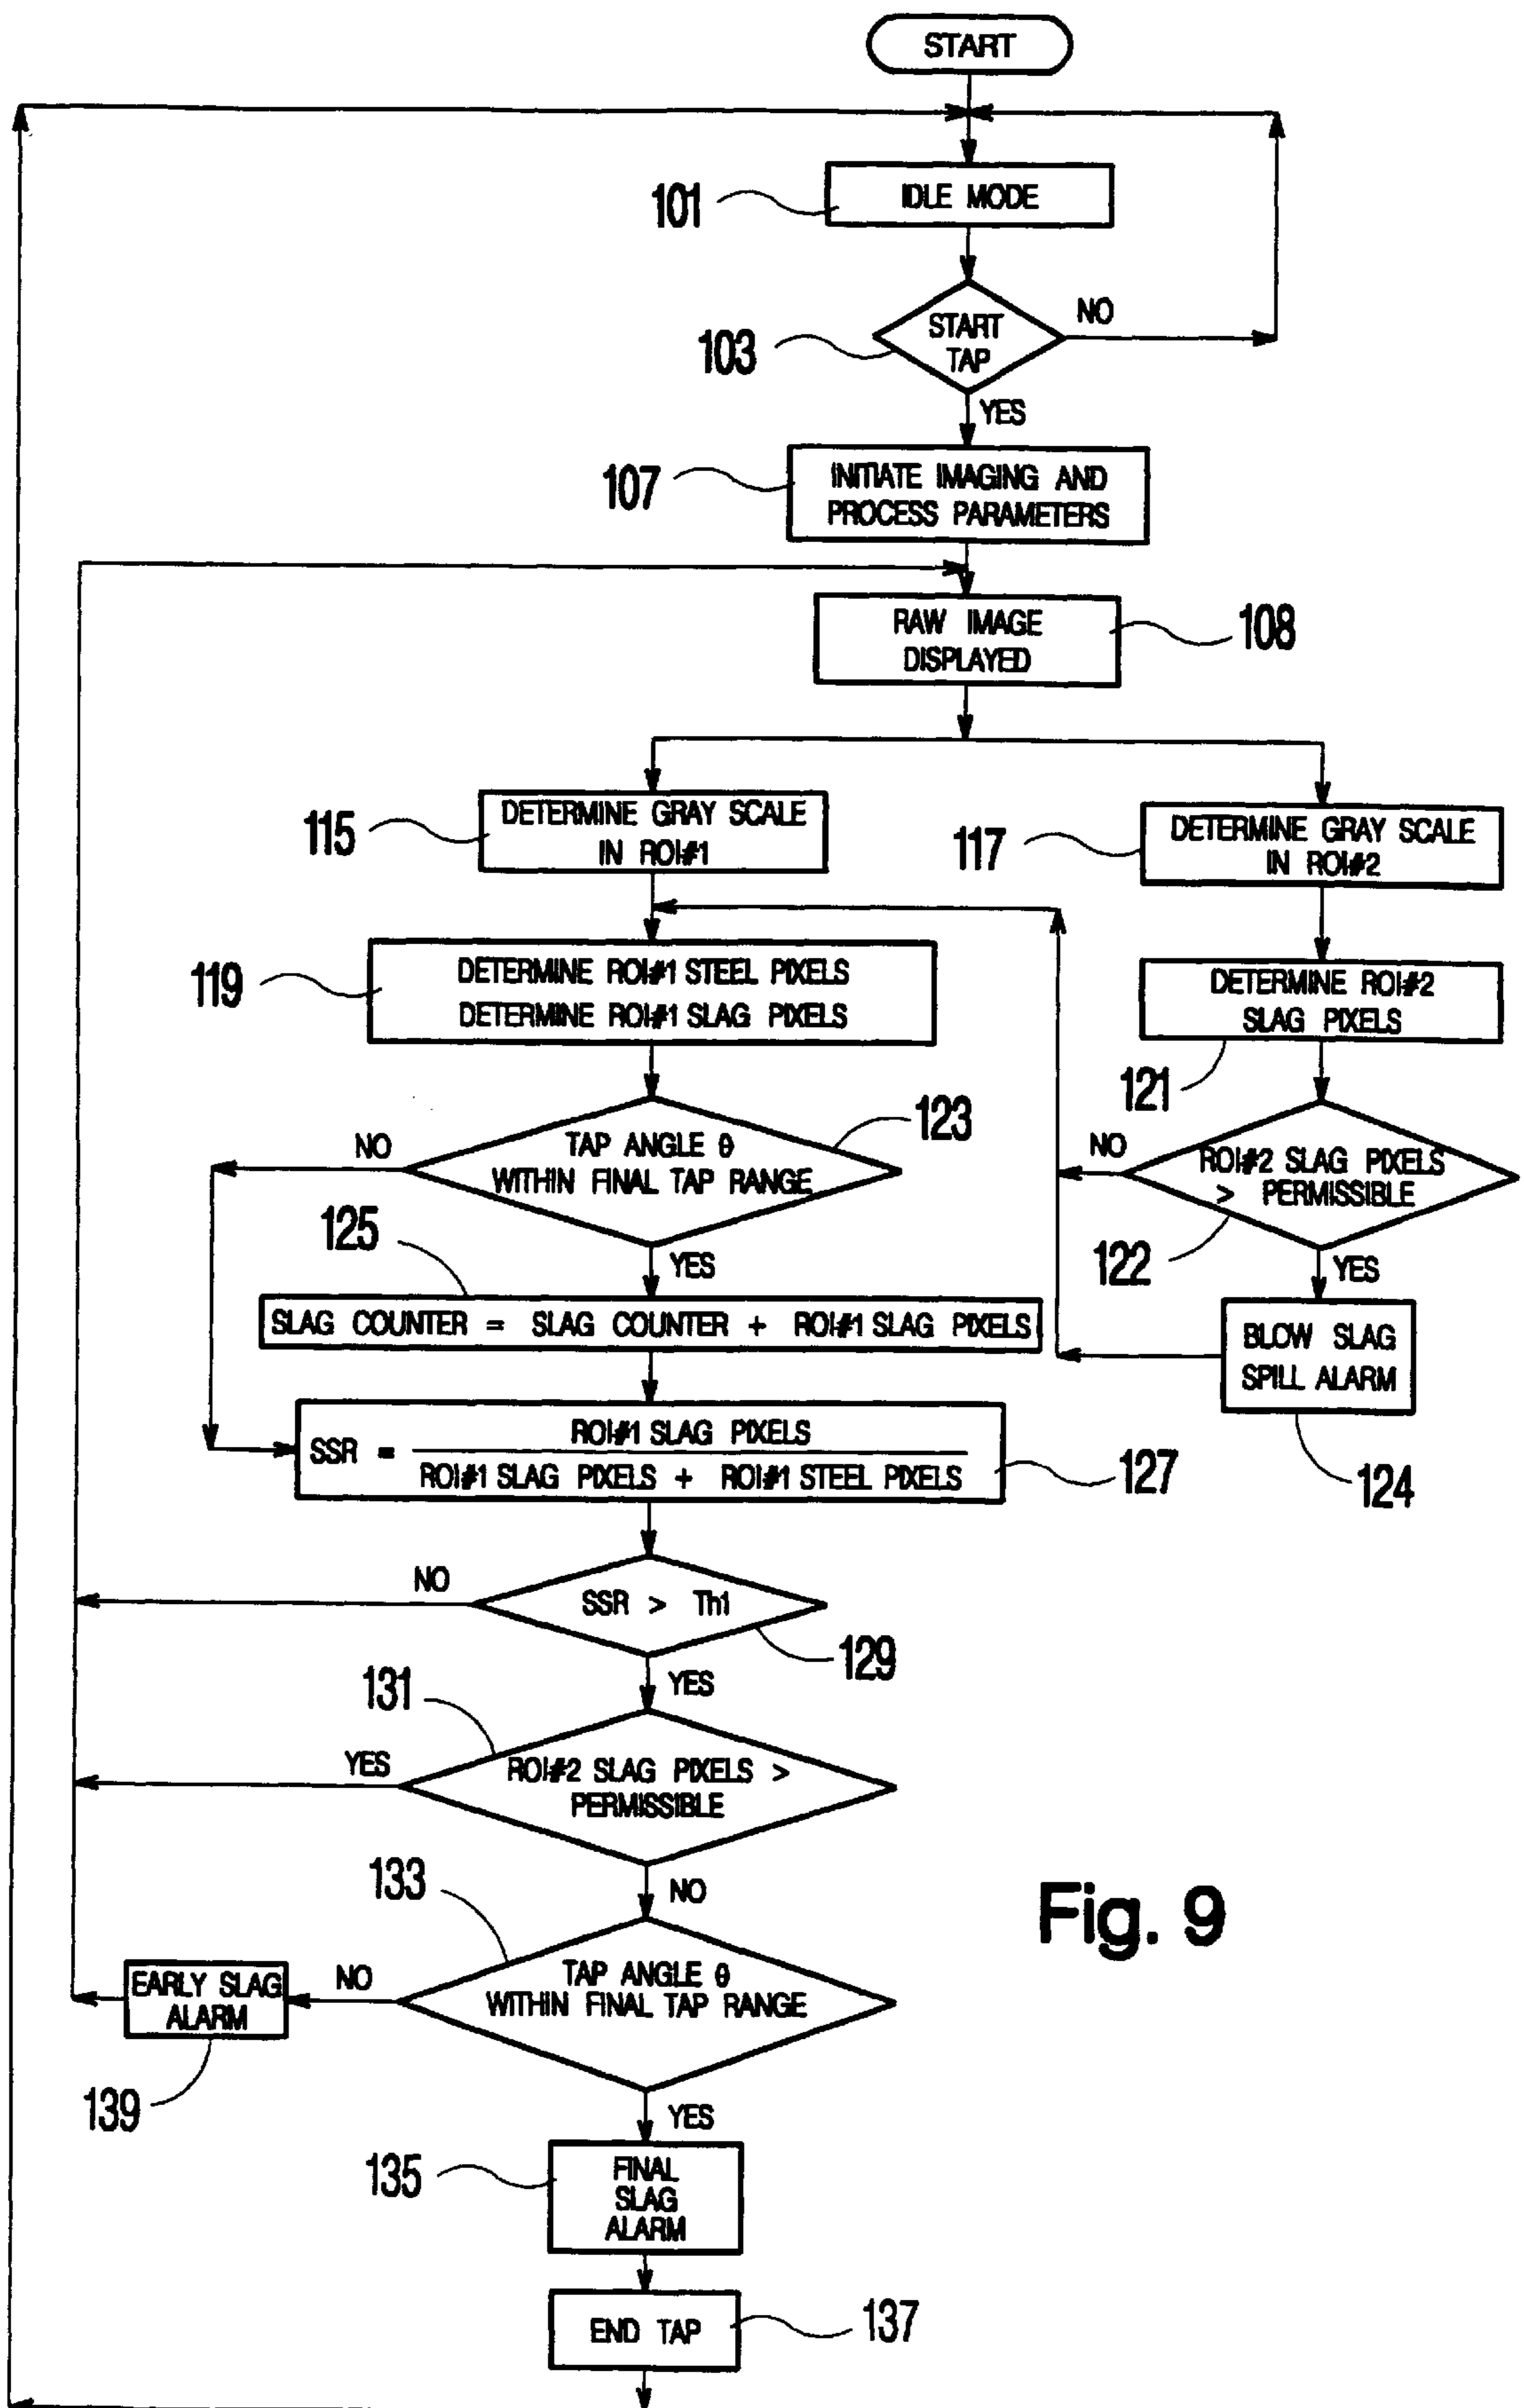 START
101
IDLE MODE
103
START
TAP
NO
YES
107
INITIATE IMAGING AND
PROCESS PARAMETERS
RAW IMAGE
DISPLAYED
108
115
DETERMINE GRAY SCALE
IN ROI#1
117
DETERMINE GRAY SCALE
IN ROI#2
119
DETERMINE ROI#1 STEEL PIXELS
DETERMINE ROI#1 SLAG PIXELS
DETERMINE ROI#2
SLAG PIXELS
121
123
NO
TAP ANGLE θ
WITHIN FINAL TAP RANGE
YES
NO
ROI#2 SLAG PIXELS
> PERMISSIBLE
122
YES
125
SLAG COUNTER = SLAG COUNTER + ROI#1 SLAG PIXELS
BLOW SLAG
SPILL ALARM
124
SSR =
ROI#1 SLAG PIXELS
ROI#1 SLAG PIXELS + ROI#1 STEEL PIXELS
127
NO
SSR > Th1
129
YES
131
YES
ROI#2 SLAG PIXELS >
PERMISSIBLE
NO
133
TAP ANGLE θ
WITHIN FINAL TAP RANGE
NO
EARLY SLAG
ALARM
139
YES
135
FINAL
SLAG
ALARM
END TAP
137
Fig. 9